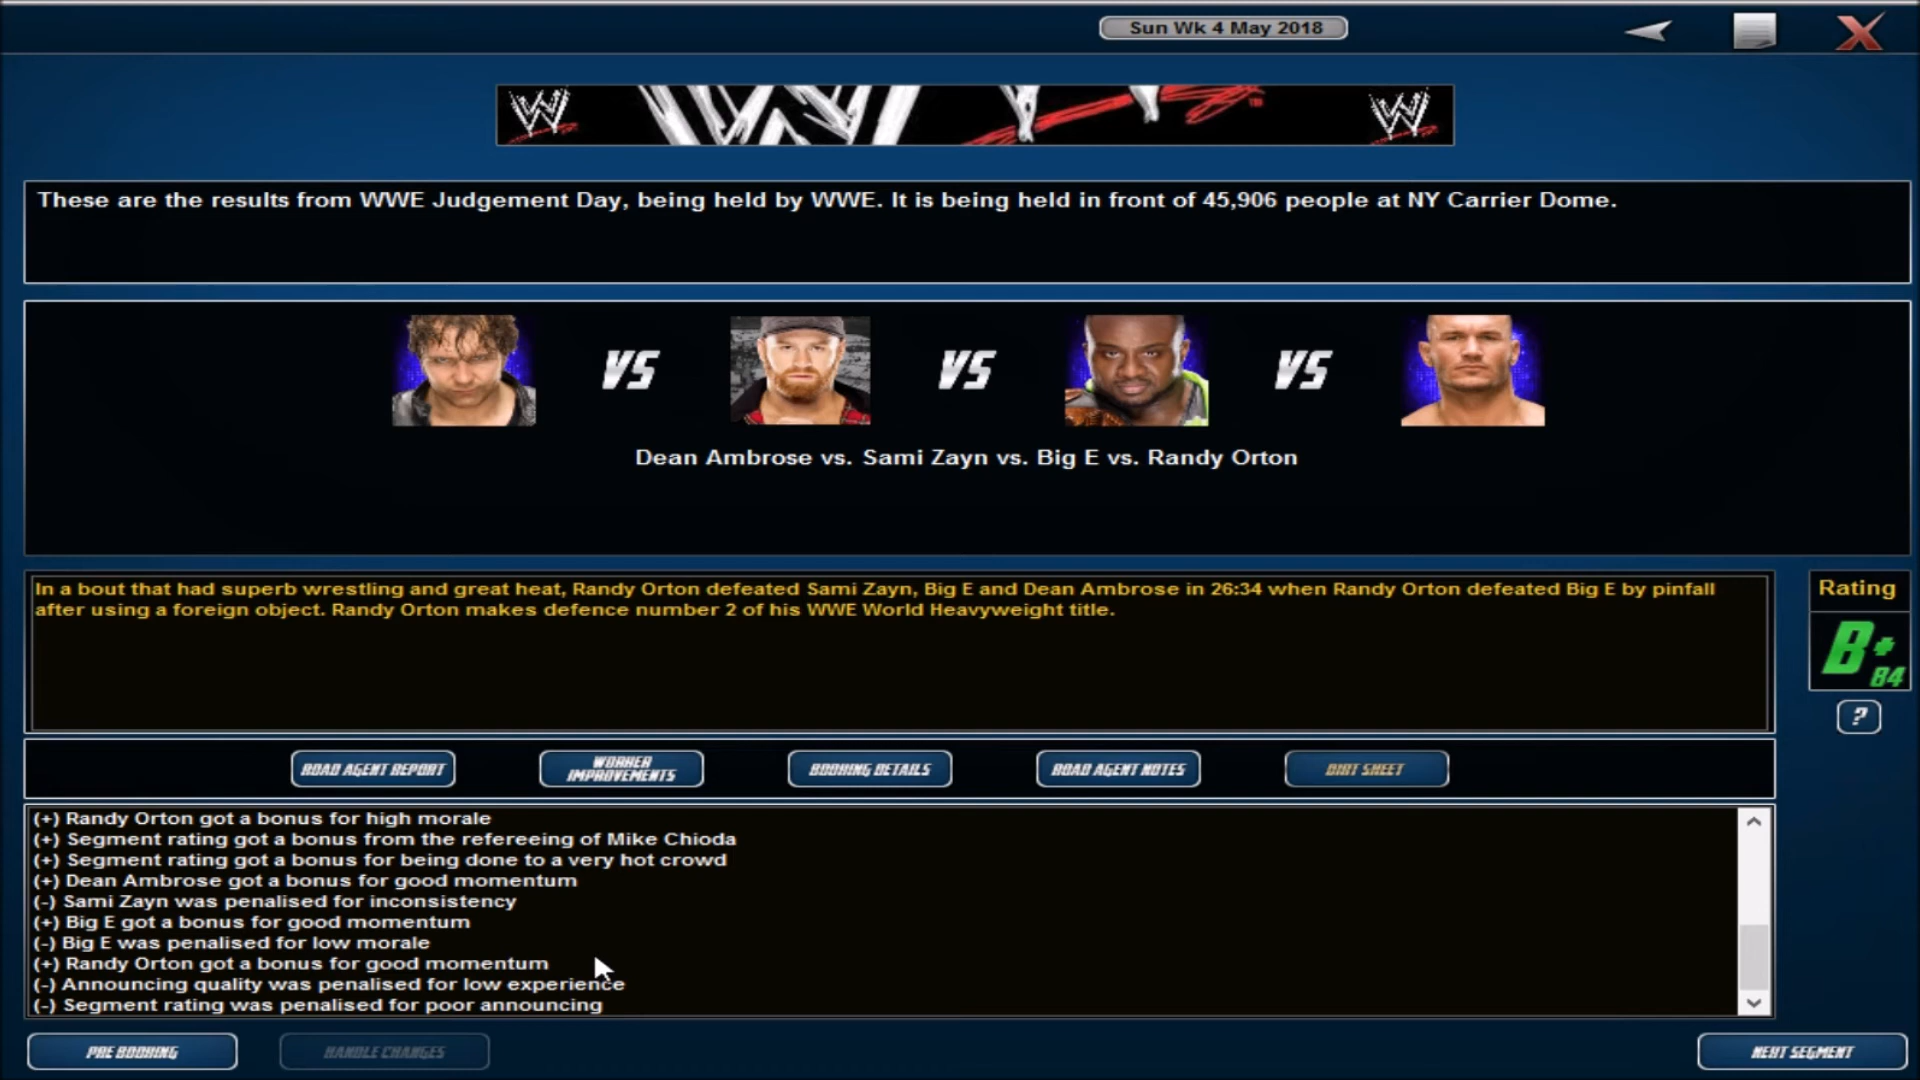 Sun Wk 4 May 2018
These are the results from WWE Judgement Day, being held by WWE. It is being held in front of 45,906 people at NY Carrier Dome.
VS VS VS
Dean Ambrose vs. Sami Zayn vs. Big E vs. Randy Orton
In a bout that had superb wrestling and great heat, Randy Orton defeated Sami Zayn, Big E and Dean Ambrose in 26:34 when Randy Orton defeated Big E by pinfall
after using a foreign object. Randy Orton makes defence number 2 of his WWE World Heavyweight title.
Rating
B+
84
?
ROAD AGENT REPORT
WORKER
IMPROVEMENTS
BOOKING DETAILS
ROAD AGENT NOTES
DIRT SHEET
(+) Randy Orton got a bonus for high morale
(+) Segment rating got a bonus from the refereeing of Mike Chioda
(+) Segment rating got a bonus for being done to a very hot crowd
(+) Dean Ambrose got a bonus for good momentum
(-) Sami Zayn was penalised for inconsistency
(+) Big E got a bonus for good momentum
(-) Big E was penalised for low morale
(+) Randy Orton got a bonus for good momentum
(-) Announcing quality was penalised for low experience
(-) Segment rating was penalised for poor announcing
PRE BOOKING
HANDLE CHANGES
NEXT SEGMENT